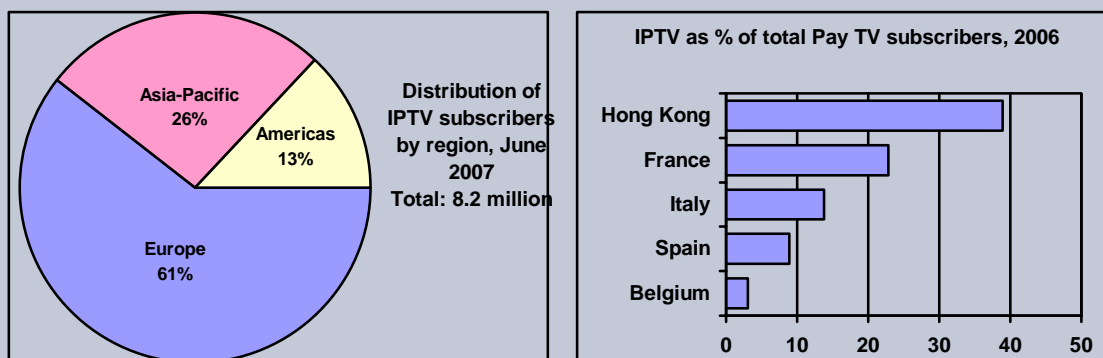 Asia-Pacific
26%
Americas
13%
Europe
61%
Distribution of
IPTV subscribers
by region, June
2007
Total: 8.2 million
IPTV as % of total Pay TV subscribers, 2006
Hong Kong
France
Italy
Spain
Belgium
0 10 20 30 40 50